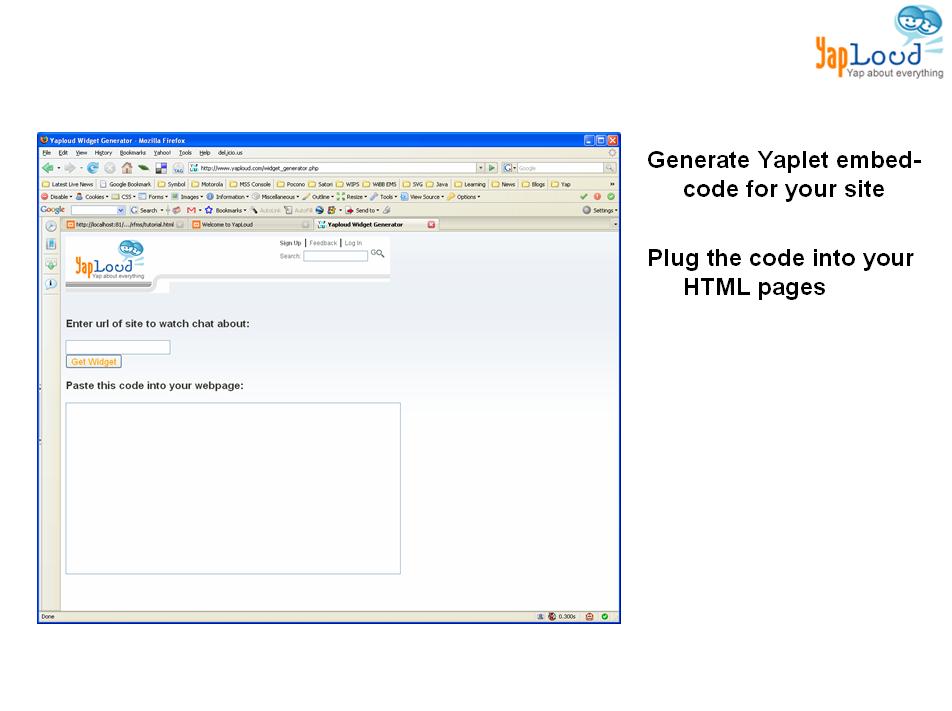 YapLoud
Yap about everything
Generate Yaplet embed-
code for your site
Plug the code into your
HTML pages
Yaploud Widget Generator - Mozilla Firefox
File Edit View History Bookmarks Yahoo! Tools Help del.icio.us
http://www.yaploud.com/widget_generator.php Google
Latest Live News Google Bookmark Symbol Motorola MSS Console Pocono Satori WIPS WiBB EMS SVG Java Learning News Blogs Yap
Disable Cookies CSS Forms Images Information Miscellaneous Outline Resize Tools View Source Options
Google Search Bookmarks AutoLink AutoFill Send to Settings
http://localhost:81/.../rfms/tutorial.html Welcome to YapLoud Yaploud Widget Generator
YapLoud
Yap about everything
Sign Up | Feedback | Log In
Search: GO
Enter url of site to watch chat about:
Get Widget
Paste this code into your webpage:
Done 0.300s